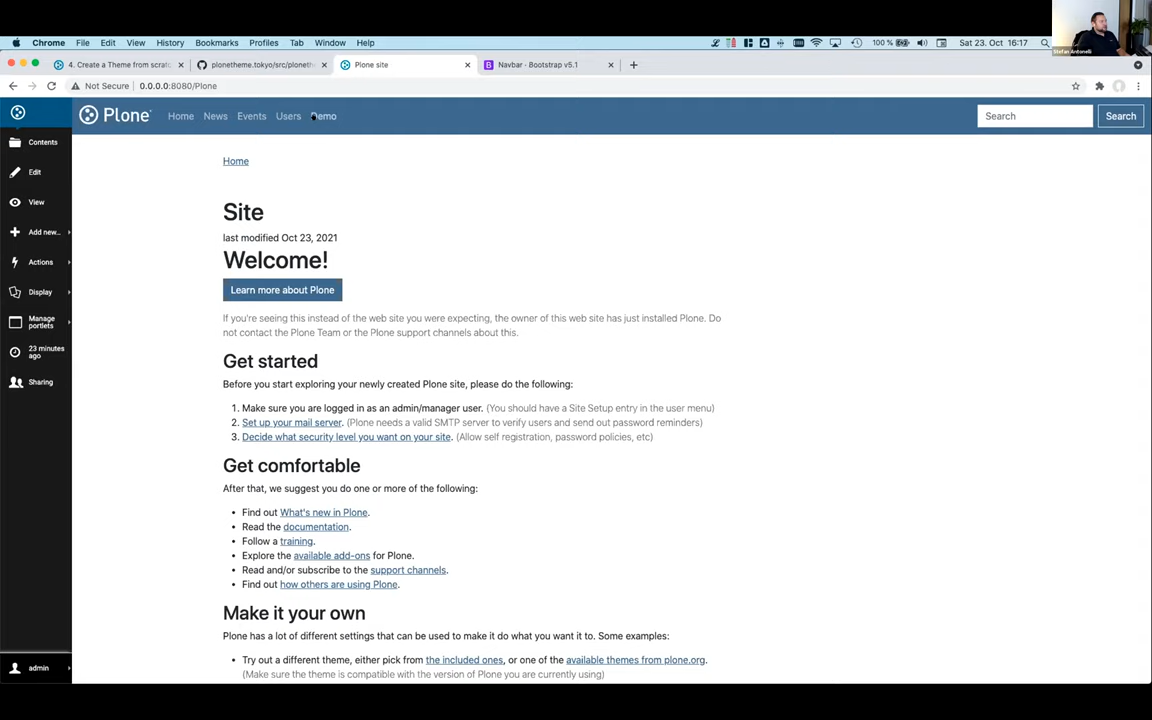 Stefan Antonelli
Chrome File Edit View History Bookmarks Profiles Tab Window Help 100 % Sat 23. Oct 16:17
4. Create a Theme from scrat
plonetheme.tokyo/src/ploneth
Plone site
Navbar · Bootstrap v5.1
Not Secure 0.0.0.0:8080/Plone
Plone Home News Events Users Demo Search Search
Contents
Edit
View
Add new...
Actions
Display
Manage
portlets
23 minutes
ago
Sharing
admin
Home
Site
last modified Oct 23, 2021
Welcome!
Learn more about Plone
If you're seeing this instead of the web site you were expecting, the owner of this web site has just installed Plone. Do
not contact the Plone Team or the Plone support channels about this.
Get started
Before you start exploring your newly created Plone site, please do the following:
1. Make sure you are logged in as an admin/manager user. (You should have a Site Setup entry in the user menu)
2. Set up your mail server. (Plone needs a valid SMTP server to verify users and send out password reminders)
3. Decide what security level you want on your site. (Allow self registration, password policies, etc)
Get comfortable
After that, we suggest you do one or more of the following:
• Find out What's new in Plone.
• Read the documentation.
• Follow a training.
• Explore the available add-ons for Plone.
• Read and/or subscribe to the support channels.
• Find out how others are using Plone.
Make it your own
Plone has a lot of different settings that can be used to make it do what you want it to. Some examples:
• Try out a different theme, either pick from the included ones, or one of the available themes from plone.org.
(Make sure the theme is compatible with the version of Plone you are currently using)